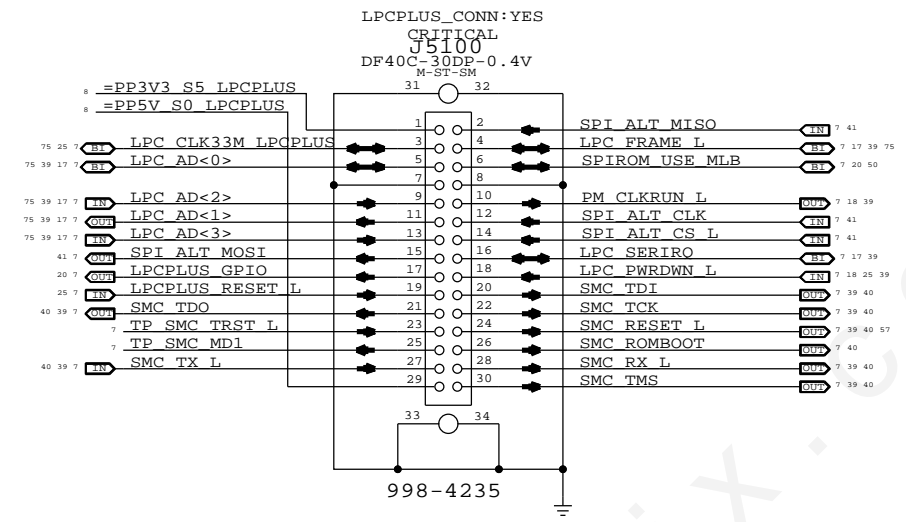 LPCPLUS_CONN:YES
CRITICAL
J5100
DF40C-30DP-0.4V
M-ST-SM
31 32
8 =PP3V3_S5_LPCPLUS
8 =PP5V_S0_LPCPLUS
1 2 SPI_ALT_MISO IN 7 41
75 25 7 BI LPC_CLK33M_LPCPLUS 3 4 LPC_FRAME_L BI 7 17 39 75
75 39 17 7 BI LPC_AD<0> 5 6 SPIROM_USE_MLB BI 7 20 50
7 8
75 39 17 7 IN LPC_AD<2> 9 10 PM_CLKRUN_L OUT 7 18 39
75 39 17 7 OUT LPC_AD<1> 11 12 SPI_ALT_CLK IN 7 41
75 39 17 7 IN LPC_AD<3> 13 14 SPI_ALT_CS_L IN 7 41
41 7 OUT SPI_ALT_MOSI 15 16 LPC_SERIRQ BI 7 17 39
20 7 OUT LPCPLUS_GPIO 17 18 LPC_PWRDWN_L IN 7 18 25 39
25 7 IN LPCPLUS_RESET_L 19 20 SMC_TDI OUT 7 39 40
40 39 7 OUT SMC_TDO 21 22 SMC_TCK OUT 7 39 40
7 TP_SMC_TRST_L 23 24 SMC_RESET_L OUT 7 39 40 57
7 TP_SMC_MD1 25 26 SMC_ROMBOOT OUT 7 40
40 39 7 IN SMC_TX_L 27 28 SMC_RX_L OUT 7 39 40
29 30 SMC_TMS OUT 7 39 40
33 34
998-4235